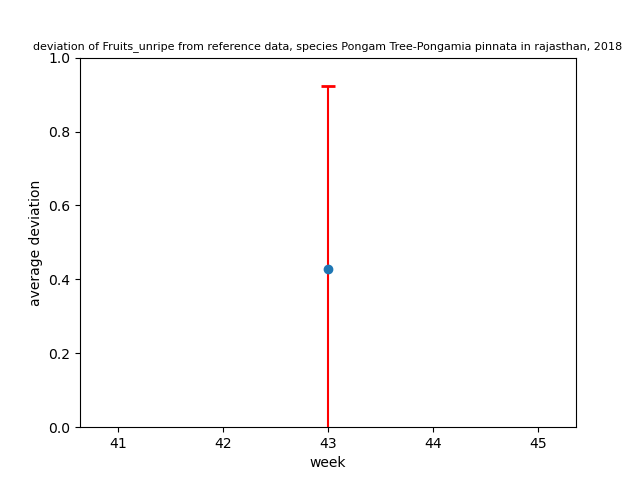 deviation of Fruits_unripe from reference data, species Pongam Tree-Pongamia pinnata in rajasthan, 2018
1.0
0.8
0.6
0.4
0.2
0.0
average deviation
41 42 43 44 45
week